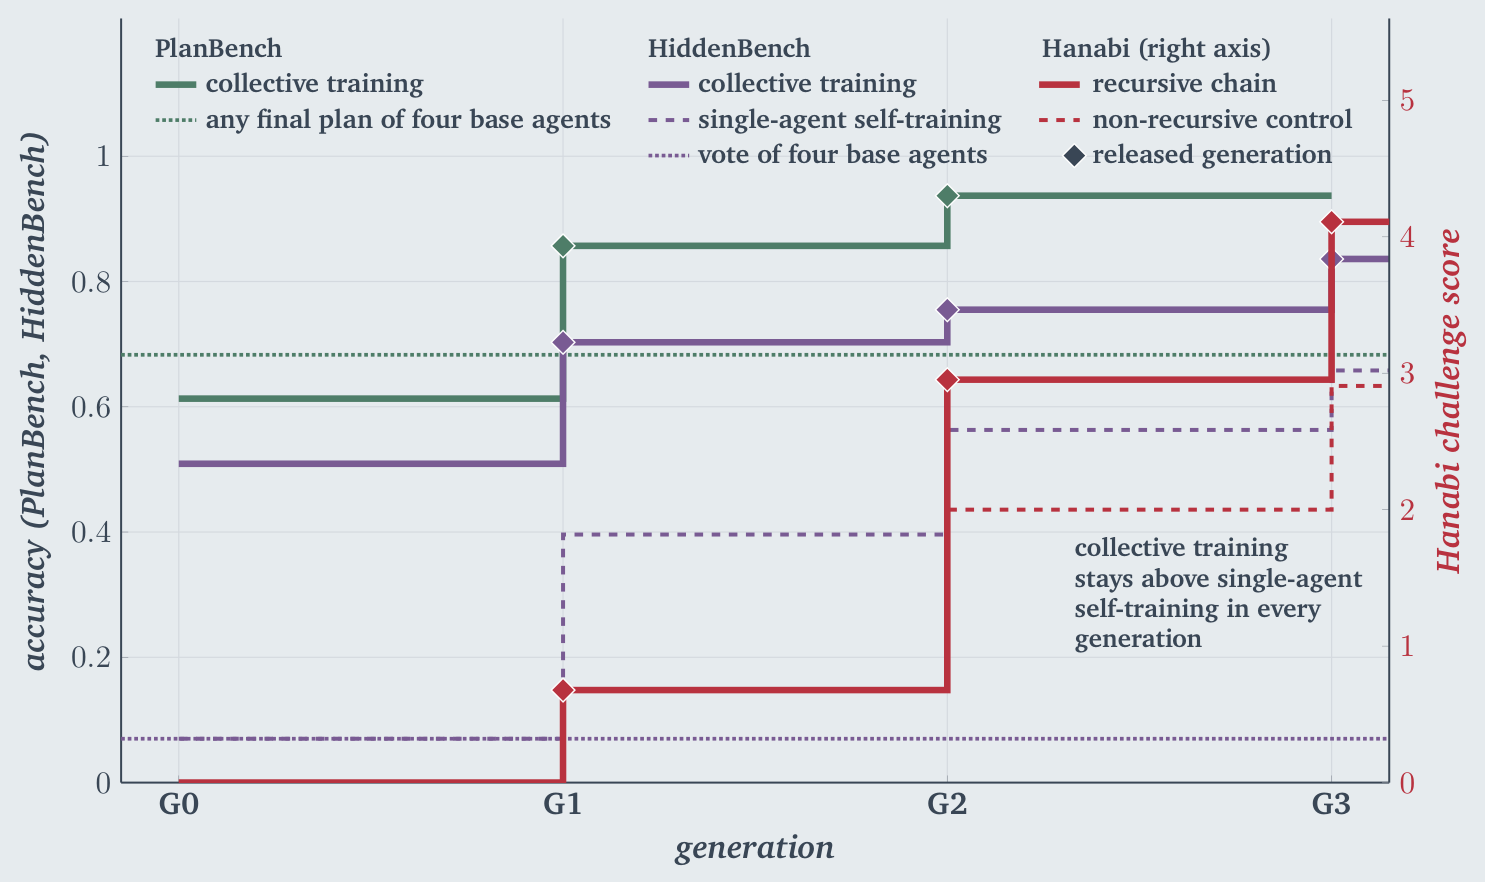 PlanBench
collective training
any final plan of four base agents
HiddenBench
collective training
single-agent self-training
vote of four base agents
Hanabi (right axis)
recursive chain
non-recursive control
released generation
accuracy (PlanBench, HiddenBench)
1
0.8
0.6
0.4
0.2
0
5
4
3
2
1
0
Hanabi challenge score
collective training
stays above single-agent
self-training in every
generation
G0
G1
G2
G3
generation